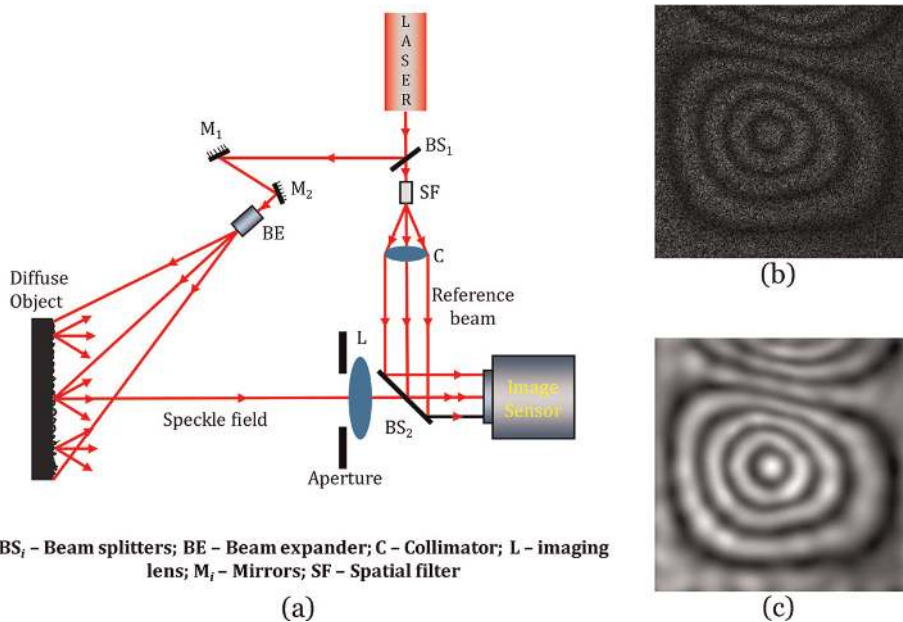 LASER
M₁
BS₁
M₂
SF
BE
C
Diffuse
Object
Reference
beam
L
Image
Sensor
Speckle field
BS₂
Aperture
BSᵢ – Beam splitters; BE – Beam expander; C – Collimator; L – imaging
lens; Mᵢ – Mirrors; SF – Spatial filter
(a)
(b)
(c)